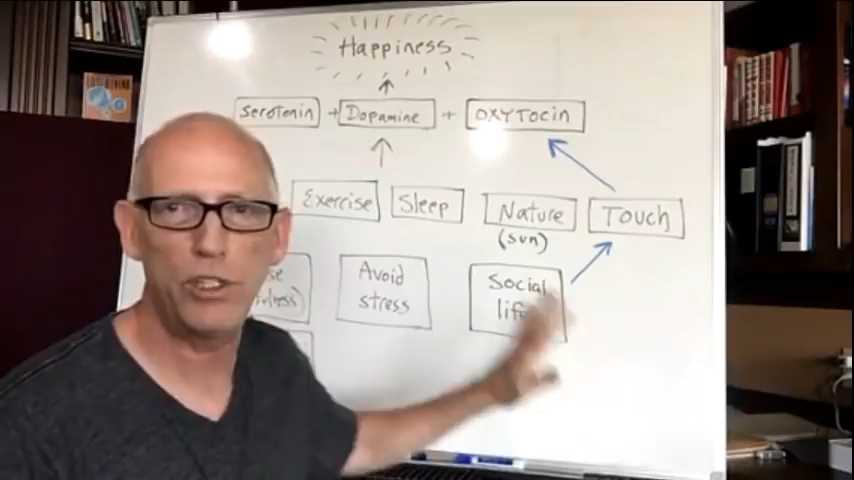 Happiness
Serotonin + Dopamine + OXYTOCIN
Exercise Sleep Nature Touch
(sun)
Avoid
stress
Social